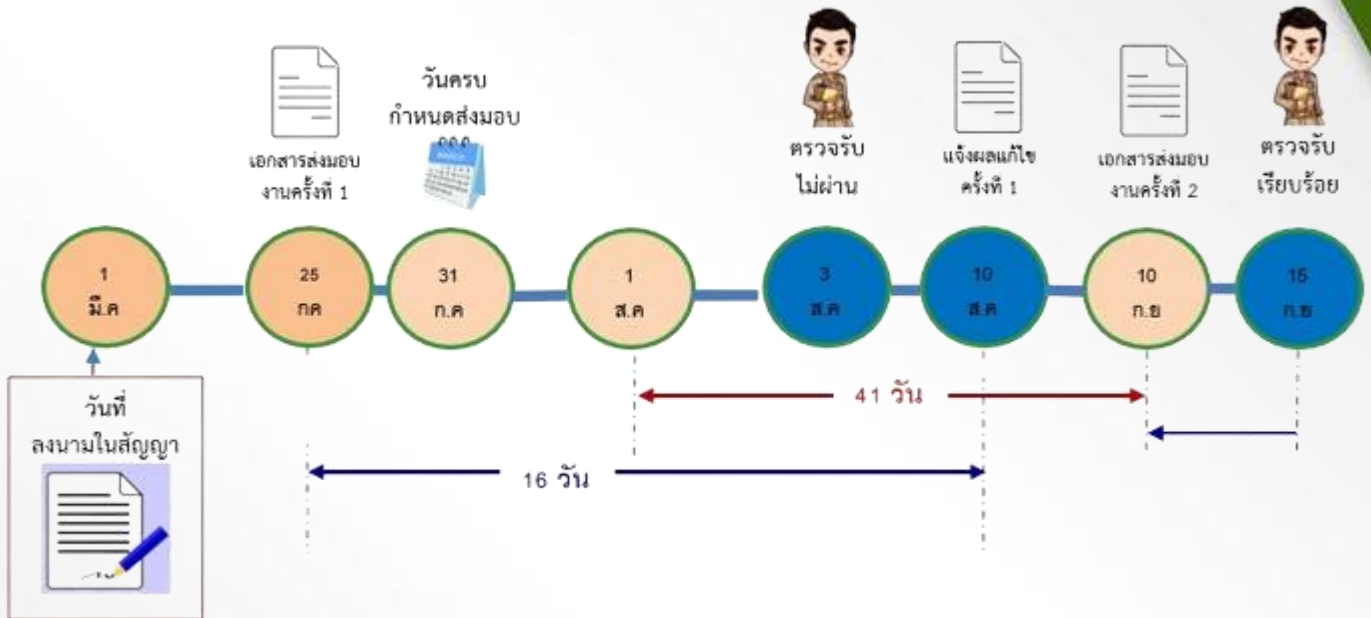 เอกสารส่งมอบ
งานครั้งที่ 1
วันครบ
กำหนดส่งมอบ
ตรวจรับ
ไม่ผ่าน
แจ้งผลแก้ไข
ครั้งที่ 1
เอกสารส่งมอบ
งานครั้งที่ 2
ตรวจรับ
เรียบร้อย
1
มี.ค
25
กค
31
ก.ค
1
ส.ค
3
ส.ค
10
ส.ค
10
ก.ย
15
ก.ย
วันที่
ลงนามในสัญญา
41 วัน
16 วัน